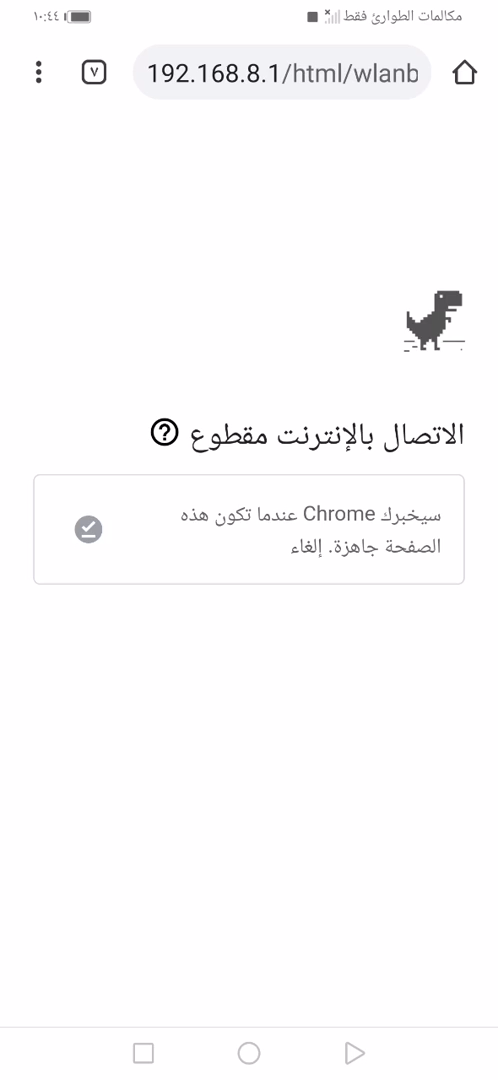 مكالمات الطوارئ فقط
١٠:٤٤
192.168.8.1/html/wlanb
٧
الاتصال بالإنترنت مقطوع
سيخبرك Chrome عندما تكون هذه
الصفحة جاهزة. إلغاء